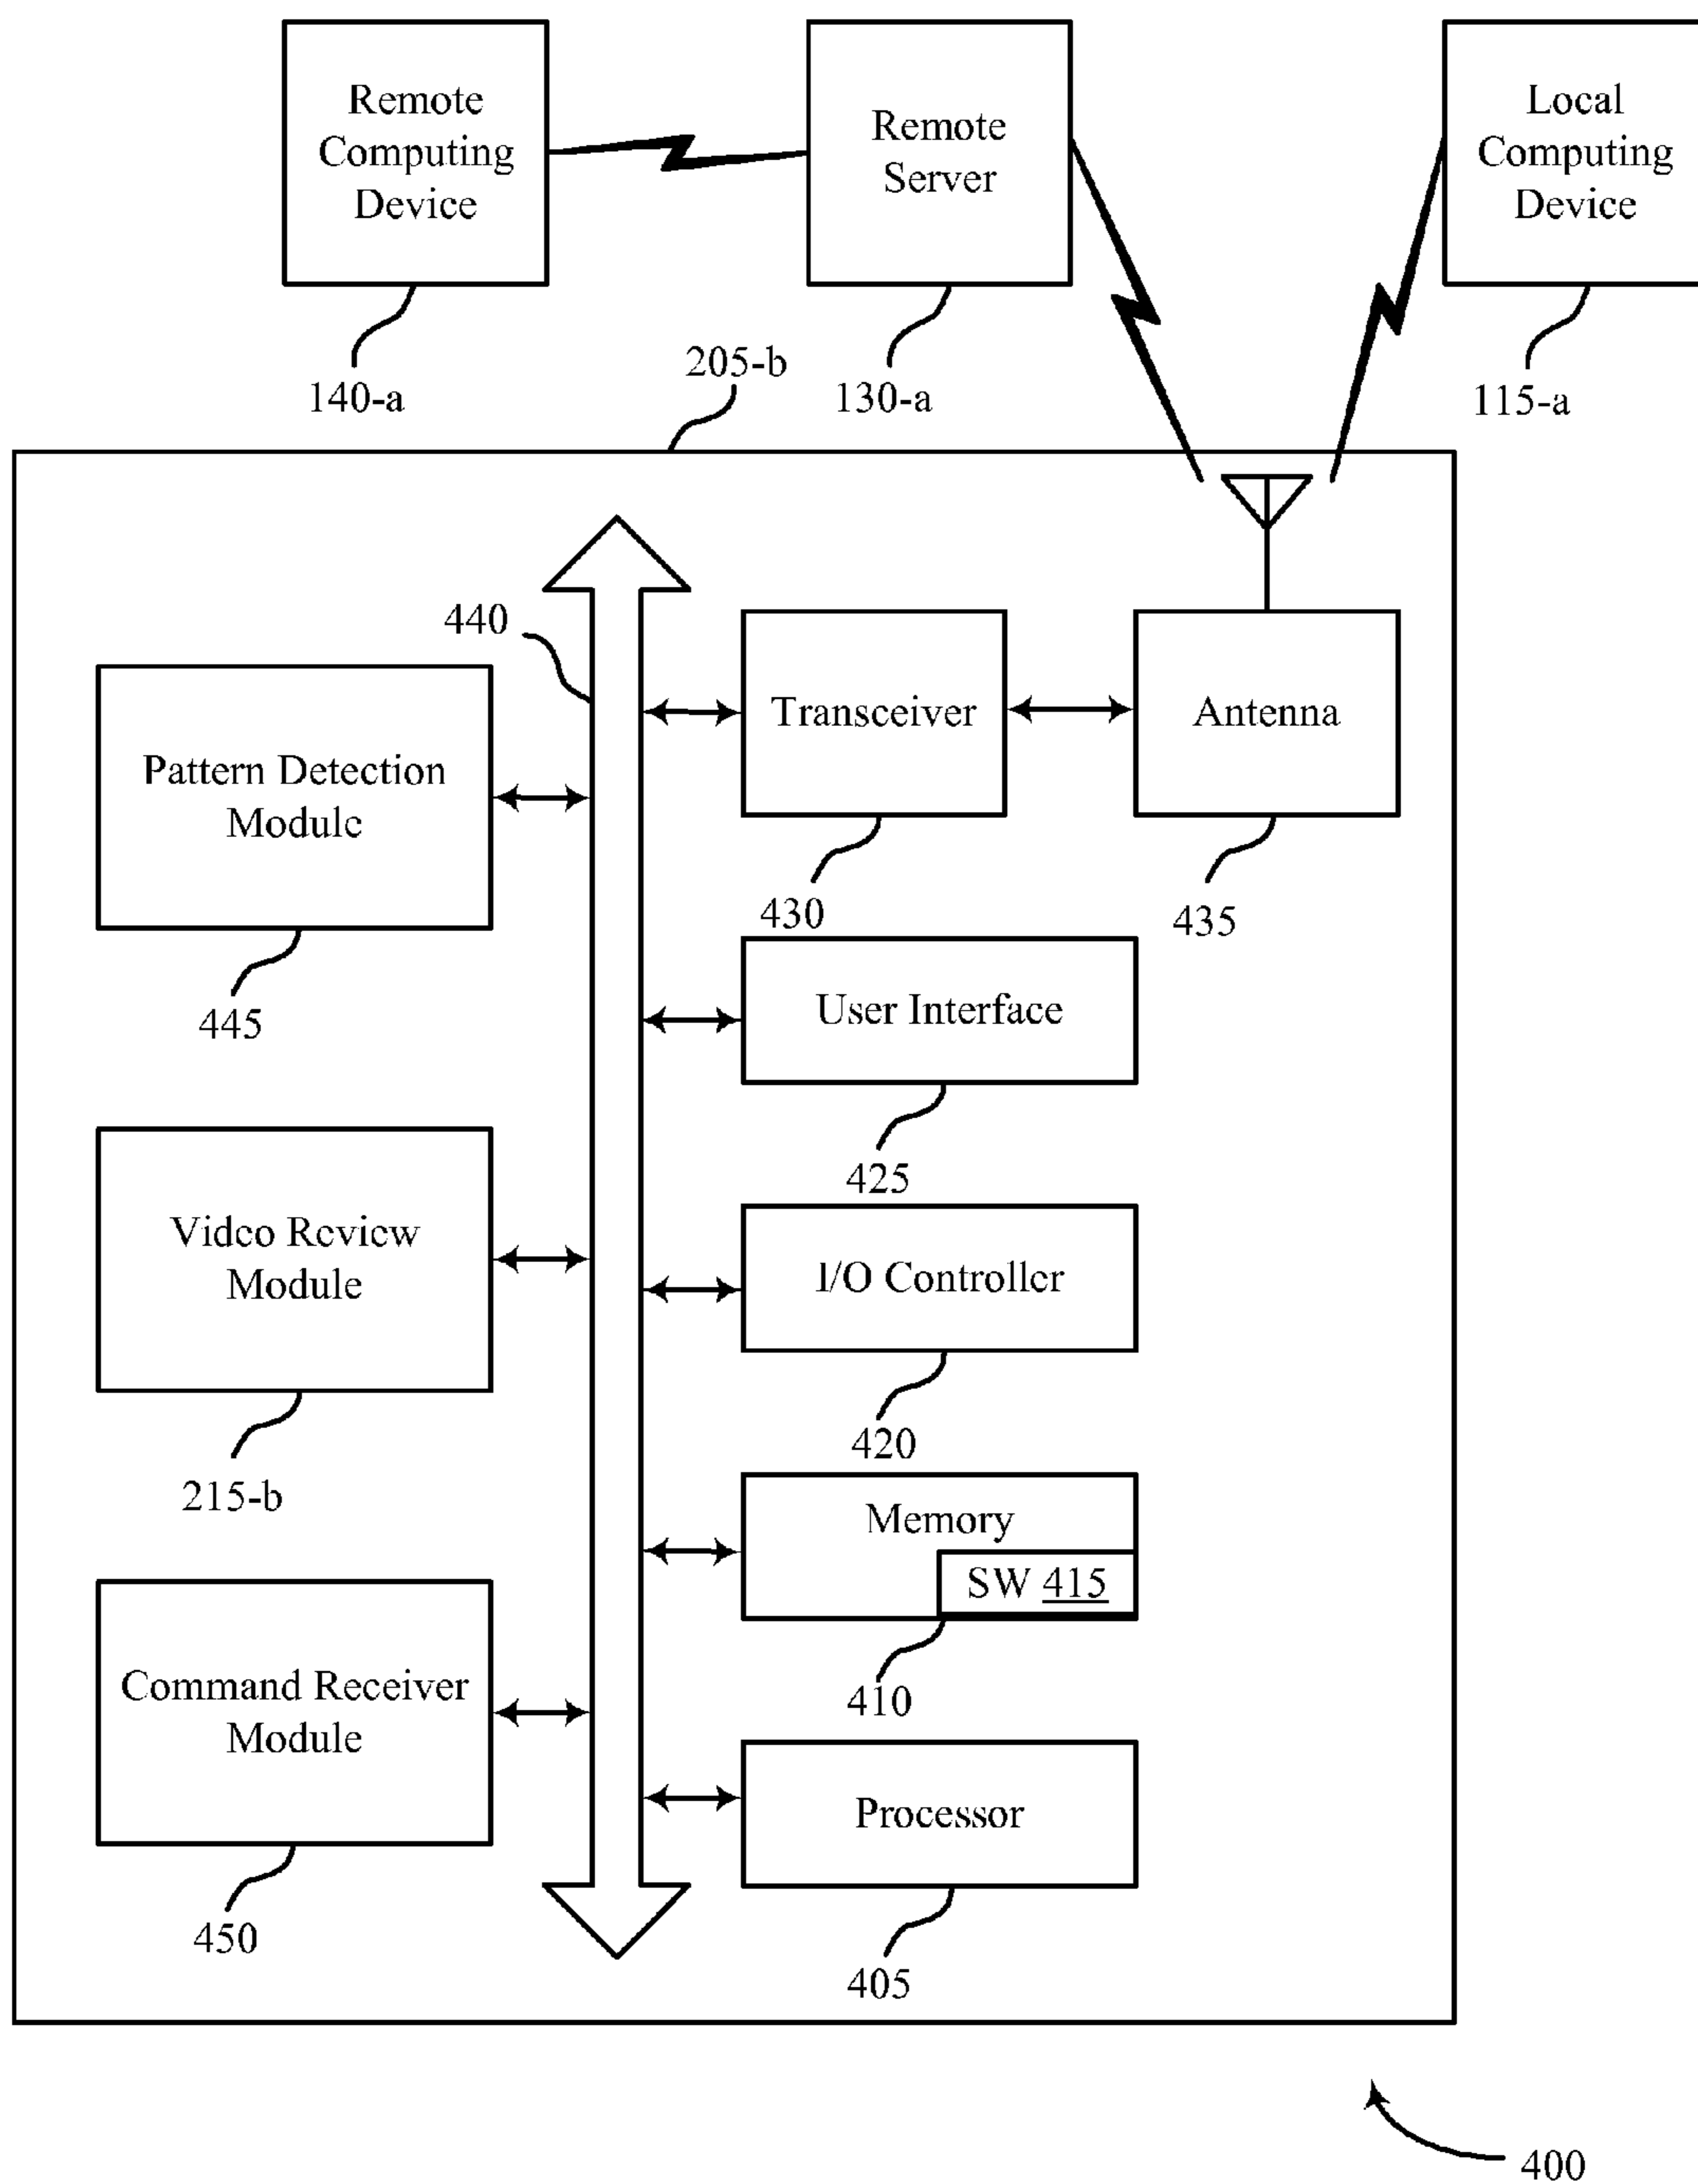 Remote
Computing
Device
Remote
Server
Local
Computing
Device
140-a
205-b
130-a
115-a
440
Transceiver
Antenna
Pattern Detection
Module
430
435
445
User Interface
425
Video Review
Module
I/O Controller
215-b
420
Memory
SW 415
410
Command Receiver
Module
Processor
450
405
400